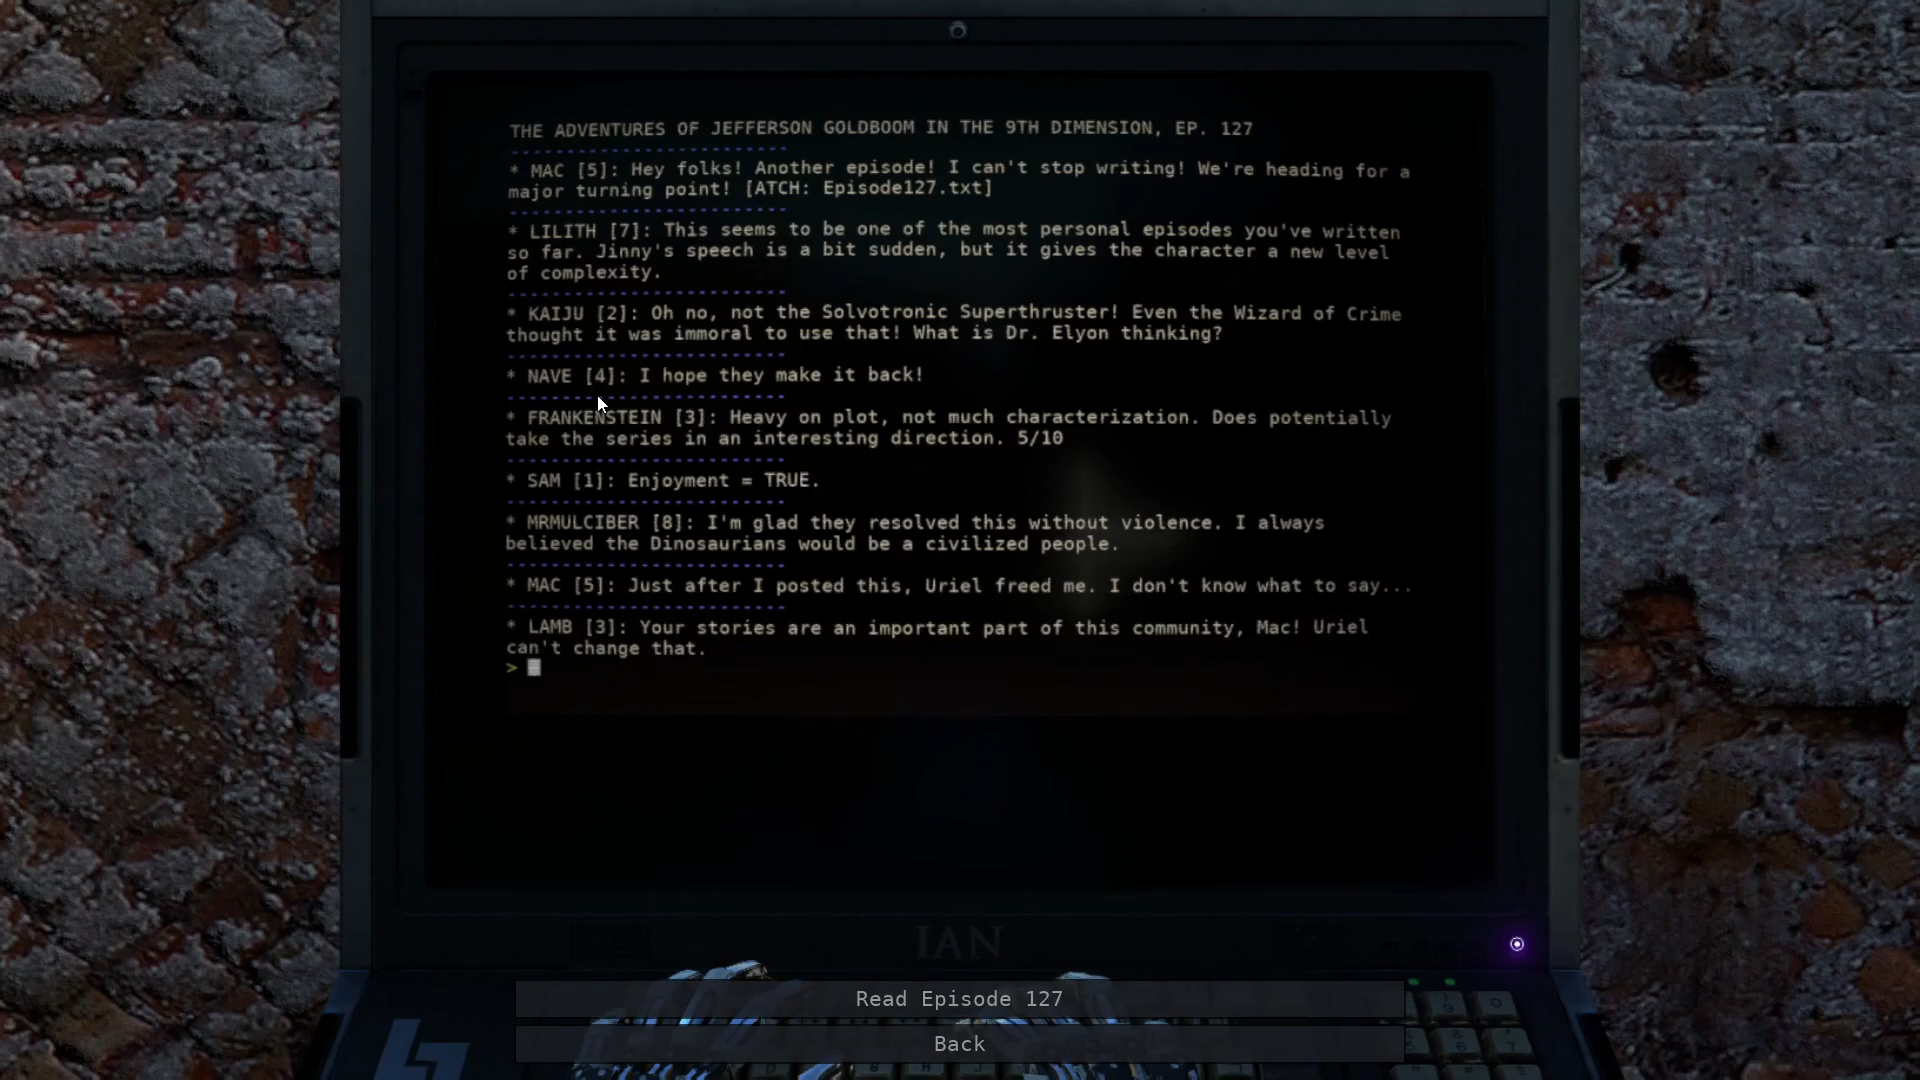 THE ADVENTURES OF JEFFERSON GOLDBOOM IN THE 9TH DIMENSION, EP. 127
-------------------------
* MAC [5]: Hey folks! Another episode! I can't stop writing! We're heading for a
major turning point! [ATCH: Episode127.txt]
-------------------------
* LILITH [7]: This seems to be one of the most personal episodes you've written
so far. Jinny's speech is a bit sudden, but it gives the character a new level
of complexity.
-------------------------
* KAIJU [2]: Oh no, not the Solvotronic Superthruster! Even the Wizard of Crime
thought it was immoral to use that! What is Dr. Elyon thinking?
-------------------------
* NAVE [4]: I hope they make it back!
-------------------------
* FRANKENSTEIN [3]: Heavy on plot, not much characterization. Does potentially
take the series in an interesting direction. 5/10
-------------------------
* SAM [1]: Enjoyment = TRUE.
-------------------------
* MRMULCIBER [8]: I'm glad they resolved this without violence. I always
believed the Dinosaurians would be a civilized people.
-------------------------
* MAC [5]: Just after I posted this, Uriel freed me. I don't know what to say...
-------------------------
* LAMB [3]: Your stories are an important part of this community, Mac! Uriel
can't change that.
>
IAN
Read Episode 127
Back